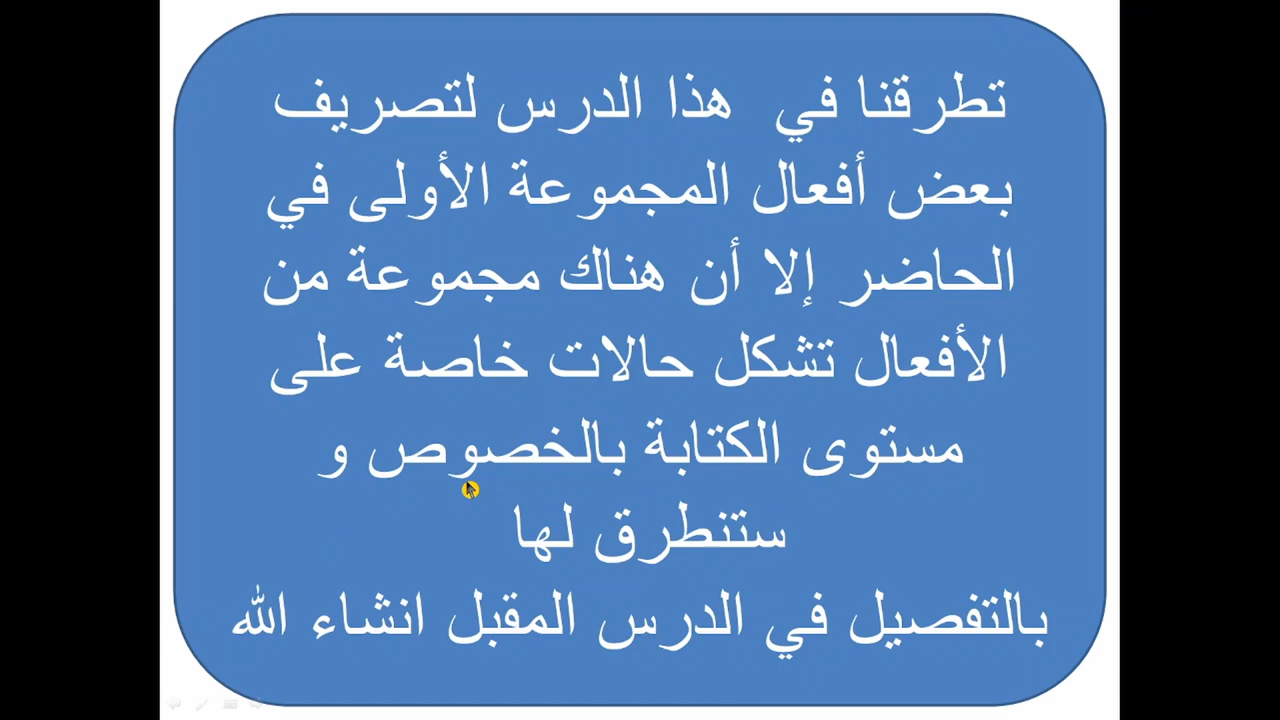 تطرقنا في هذا الدرس لتصريف
بعض أفعال المجموعة الأولى في
الحاضر إلا أن هناك مجموعة من
الأفعال تشكل حالات خاصة على
مستوى الكتابة بالخصوص و
ستنطرق لها
بالتفصيل في الدرس المقبل انشاء الله